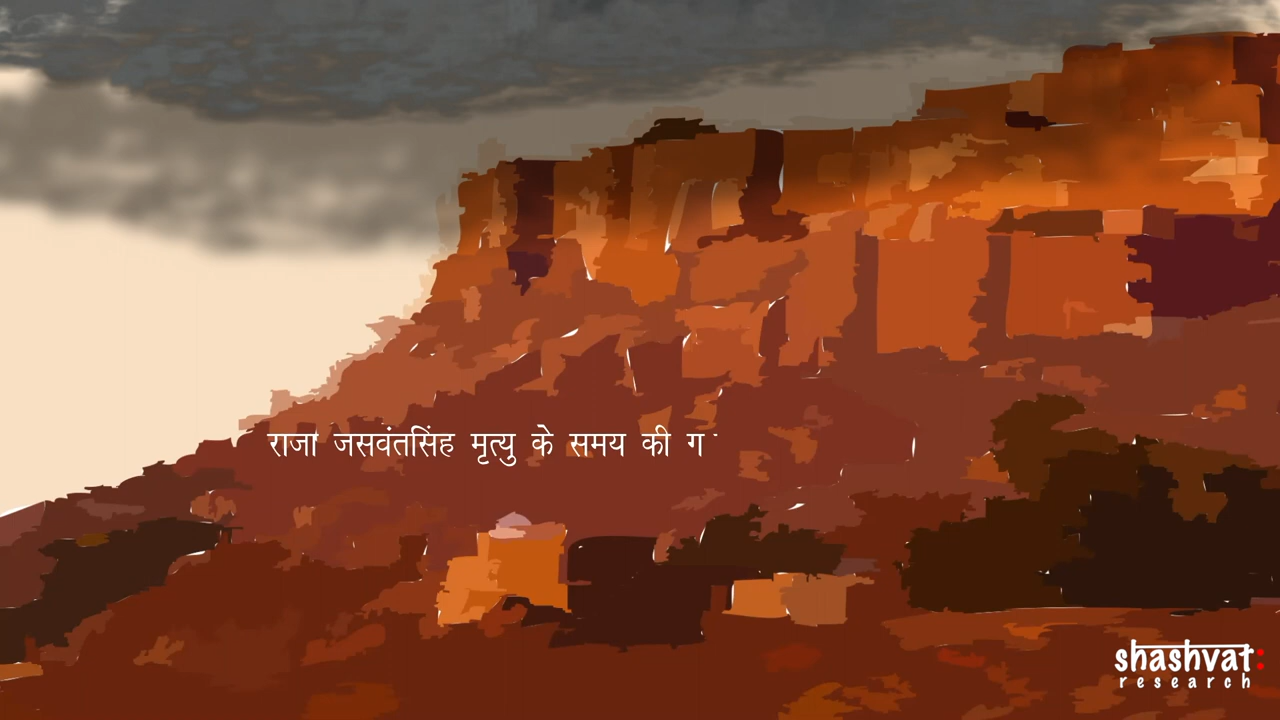 राजा जसवंतसिंह मृत्यु के समय की ग
shashvat:
research